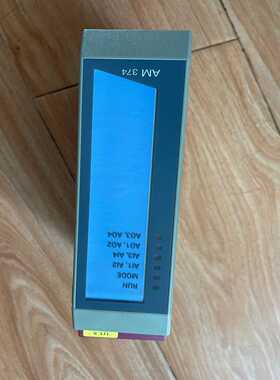 AM 374
RUN
MODE
AI1, AI2
AI3, AI4
AO1, AO2
AO3, AO4